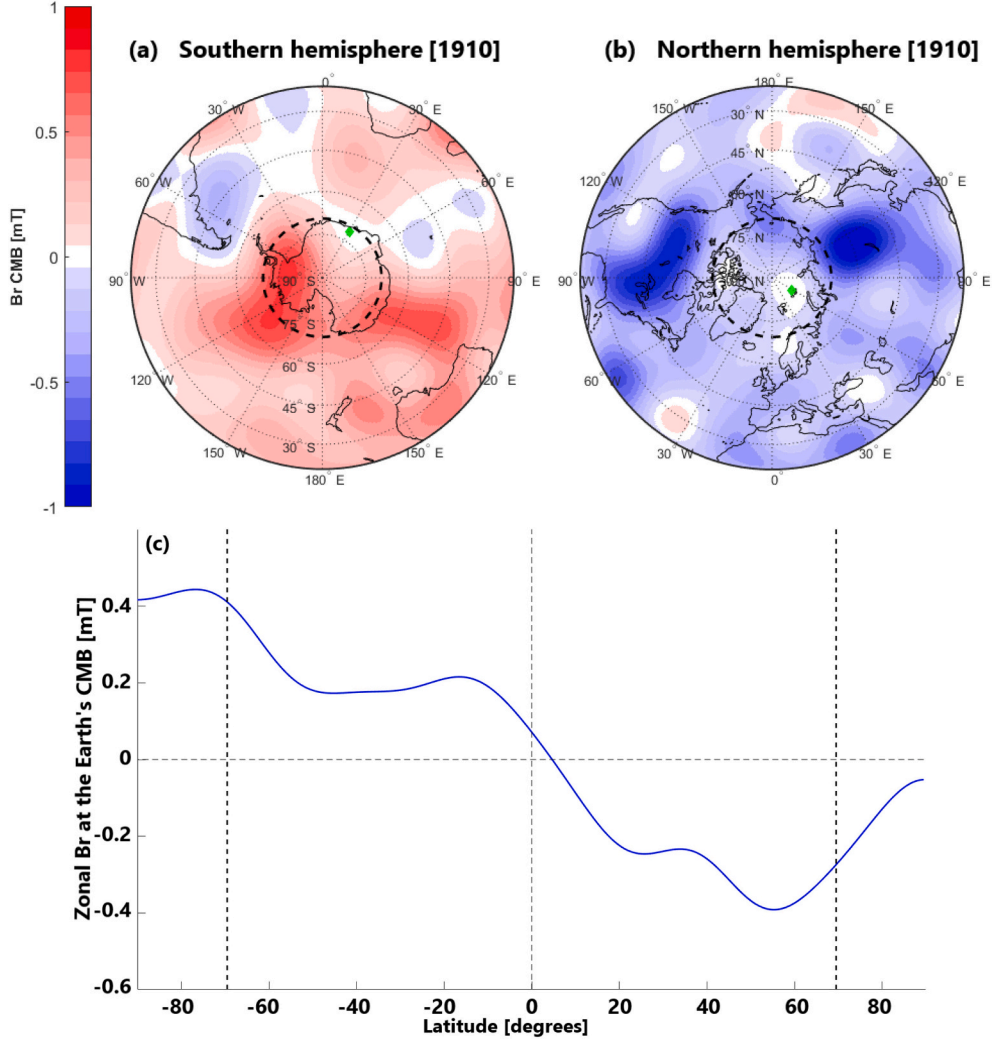 (a) Southern hemisphere [1910]
(b) Northern hemisphere [1910]
Br CMB [mT]
1
0.5
0
-0.5
-1
0° E
30° W
30° E
60° W
60° E
90° W
90° E
120° W
120° E
150° W
150° E
180° E
90° S
75° S
60° S
45° S
30° S
180° E
150° W
150° E
120° W
120° E
90° W
90° E
60° W
60° E
30° W
30° E
0° E
30° N
45° N
60° N
75° N
(c)
Zonal Br at the Earth's CMB [mT]
0.4
0.2
0
-0.2
-0.4
-0.6
-80
-60
-40
-20
0
20
40
60
80
Latitude [degrees]